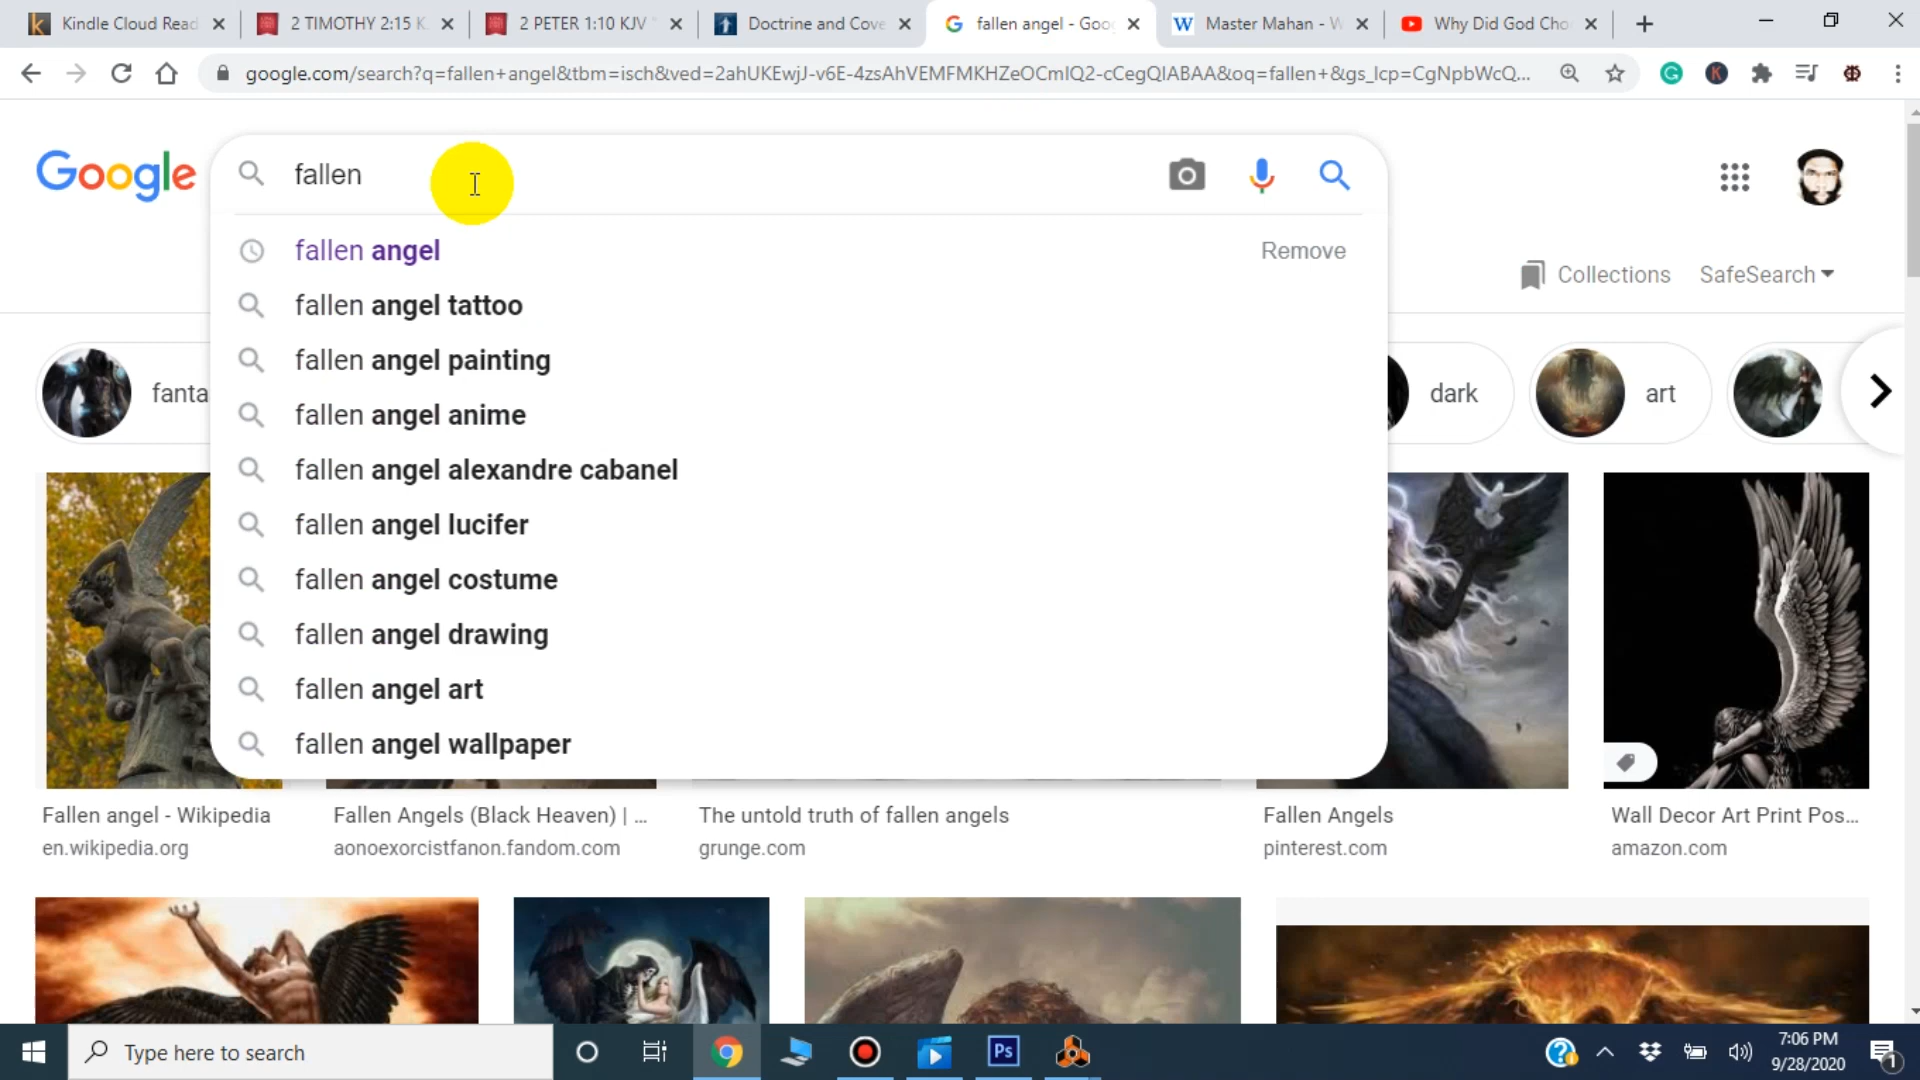 Kindle Cloud Read
2 TIMOTHY 2:15 K
2 PETER 1:10 KJV
Doctrine and Cove
fallen angel - Goo
Master Mahan - W
Why Did God Cho
google.com/search?q=fallen+angel&tbm=isch&ved=2ahUKEwjJ-v6E-4zsAhVEMFMKHZeOCmIQ2-cCegQIABAA&oq=fallen+&gs_lcp=CgNpbWcQ...
Google
fallen
fallen angel
Remove
fallen angel tattoo
fallen angel painting
fallen angel anime
fallen angel alexandre cabanel
fallen angel lucifer
fallen angel costume
fallen angel drawing
fallen angel art
fallen angel wallpaper
Collections
SafeSearch
fanta
dark
art
Fallen angel - Wikipedia
en.wikipedia.org
Fallen Angels (Black Heaven) | ...
aonoexorcistfanon.fandom.com
The untold truth of fallen angels
grunge.com
Fallen Angels
pinterest.com
Wall Decor Art Print Pos...
amazon.com
Type here to search
Ps
7:06 PM
9/28/2020
1